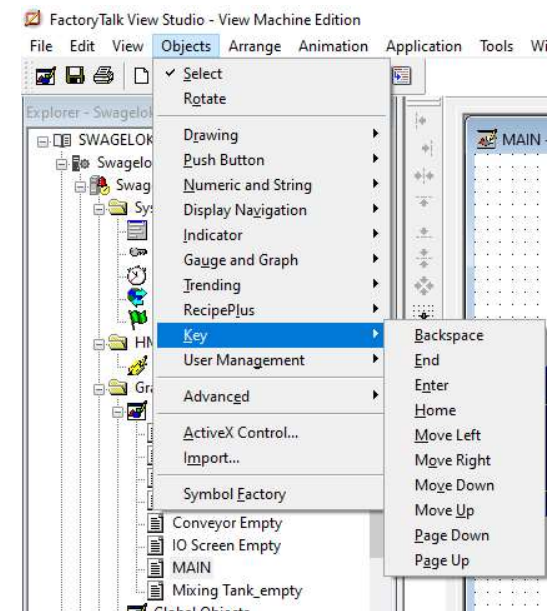 FactoryTalk View Studio - View Machine Edition
File Edit View Objects Arrange Animation Application Tools
Explorer - Swagelok
SWAGELOK
Swagelo
Swag
Sys
HM
Gra
Select
Rotate
Drawing
Push Button
Numeric and String
Display Navigation
Indicator
Gauge and Graph
Trending
RecipePlus
Key
User Management
Advanced
ActiveX Control...
Import...
Symbol Factory
Backspace
End
Enter
Home
Move Left
Move Right
Move Down
Move Up
Page Down
Page Up
MAIN -
Conveyor Empty
IO Screen Empty
MAIN
Mixing Tank_empty
Global Objects